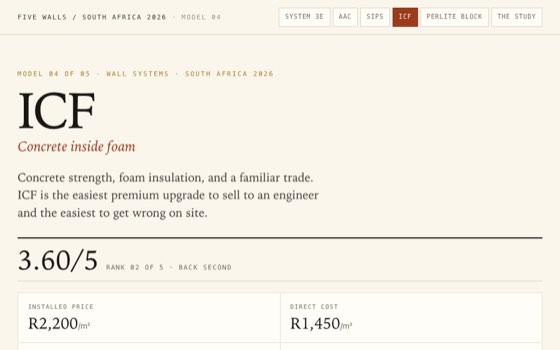 FIVE WALLS / SOUTH AFRICA 2026 · MODEL 04
SYSTEM 3E
AAC
SIPS
ICF
PERLITE BLOCK
THE STUDY
MODEL 04 OF 05 · WALL SYSTEMS · SOUTH AFRICA 2026
ICF
Concrete inside foam
Concrete strength, foam insulation, and a familiar trade.
ICF is the easiest premium upgrade to sell to an engineer
and the easiest to get wrong on site.
3.60/5 RANK 02 OF 5 · BACK SECOND
INSTALLED PRICE
R2,200/m²
DIRECT COST
R1,450/m²